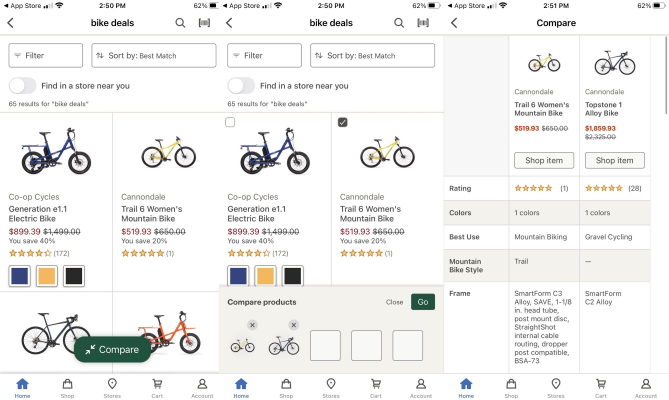 App Store
2:50 PM
62%
bike deals
Filter
Sort by: Best Match
Find in a store near you
65 results for "bike deals"
Co-op Cycles
Generation e1.1
Electric Bike
$899.39 $1,499.00
You save 40%
(172)
Cannondale
Trail 6 Women's
Mountain Bike
$519.93 $650.00
You save 20%
(1)
Compare
Home
Shop
Stores
Cart
Account
App Store
2:50 PM
62%
bike deals
Filter
Sort by: Best Match
Find in a store near you
65 results for "bike deals"
Co-op Cycles
Generation e1.1
Electric Bike
$899.39 $1,499.00
You save 40%
(172)
Cannondale
Trail 6 Women's
Mountain Bike
$519.93 $650.00
You save 20%
(1)
Compare products
Close
Go
Home
Shop
Stores
Cart
Account
App Store
2:51 PM
62%
Compare
Cannondale
Trail 6 Women's
Mountain Bike
$519.93 $650.00
Shop item
Cannondale
Topstone 1
Alloy Bike
$1,859.93
$2,325.00
Shop item
Rating
(1)
(28)
Colors
1 colors
1 colors
Best Use
Mountain Biking
Gravel Cycling
Mountain
Bike Style
Trail
—
Frame
SmartForm C3
Alloy, SAVE, 1-1/8
in. head tube,
post mount disc,
StraightShot
internal cable
routing, dropper
post compatible,
BSA-73
SmartForm
C2 Alloy
Home
Shop
Stores
Cart
Account